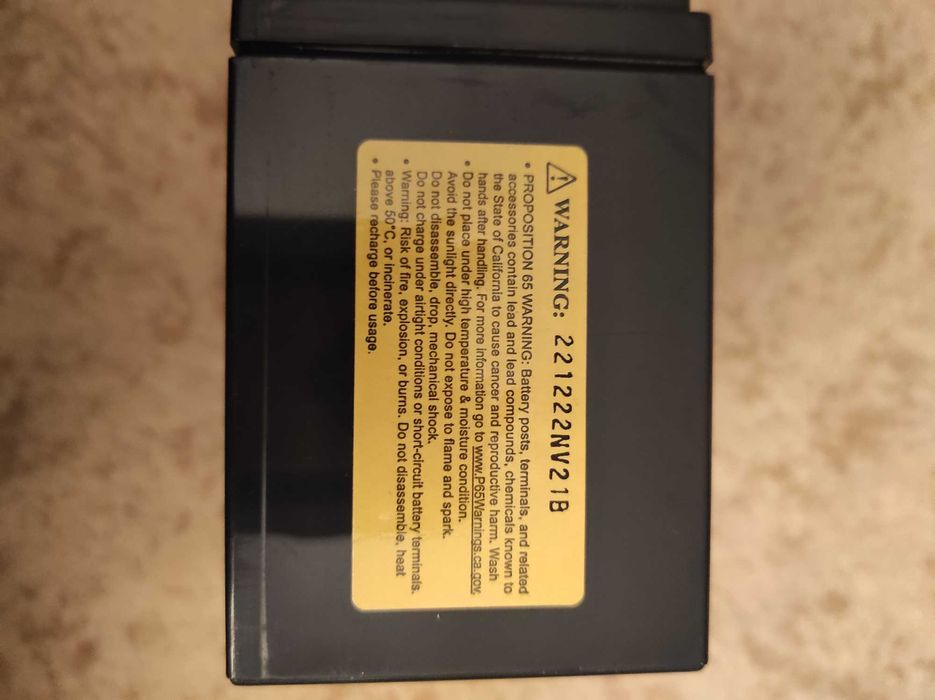 WARNING: 221222NV21B
• PROPOSITION 65 WARNING: Battery posts, terminals, and related
accessories contain lead and lead compounds, chemicals known to
the State of California to cause cancer and reproductive harm. Wash
hands after handling. For more information go to www.P65Warnings.ca.gov.
• Do not place under high temperature & moisture condition.
Avoid the sunlight directly. Do not expose to flame and spark.
Do not disassemble, drop, mechanical shock.
Do not charge under airtight conditions or short-circuit battery terminals.
• Warning: Risk of fire, explosion, or burns. Do not disassemble, heat
above 50°C, or incinerate.
• Please recharge before usage.